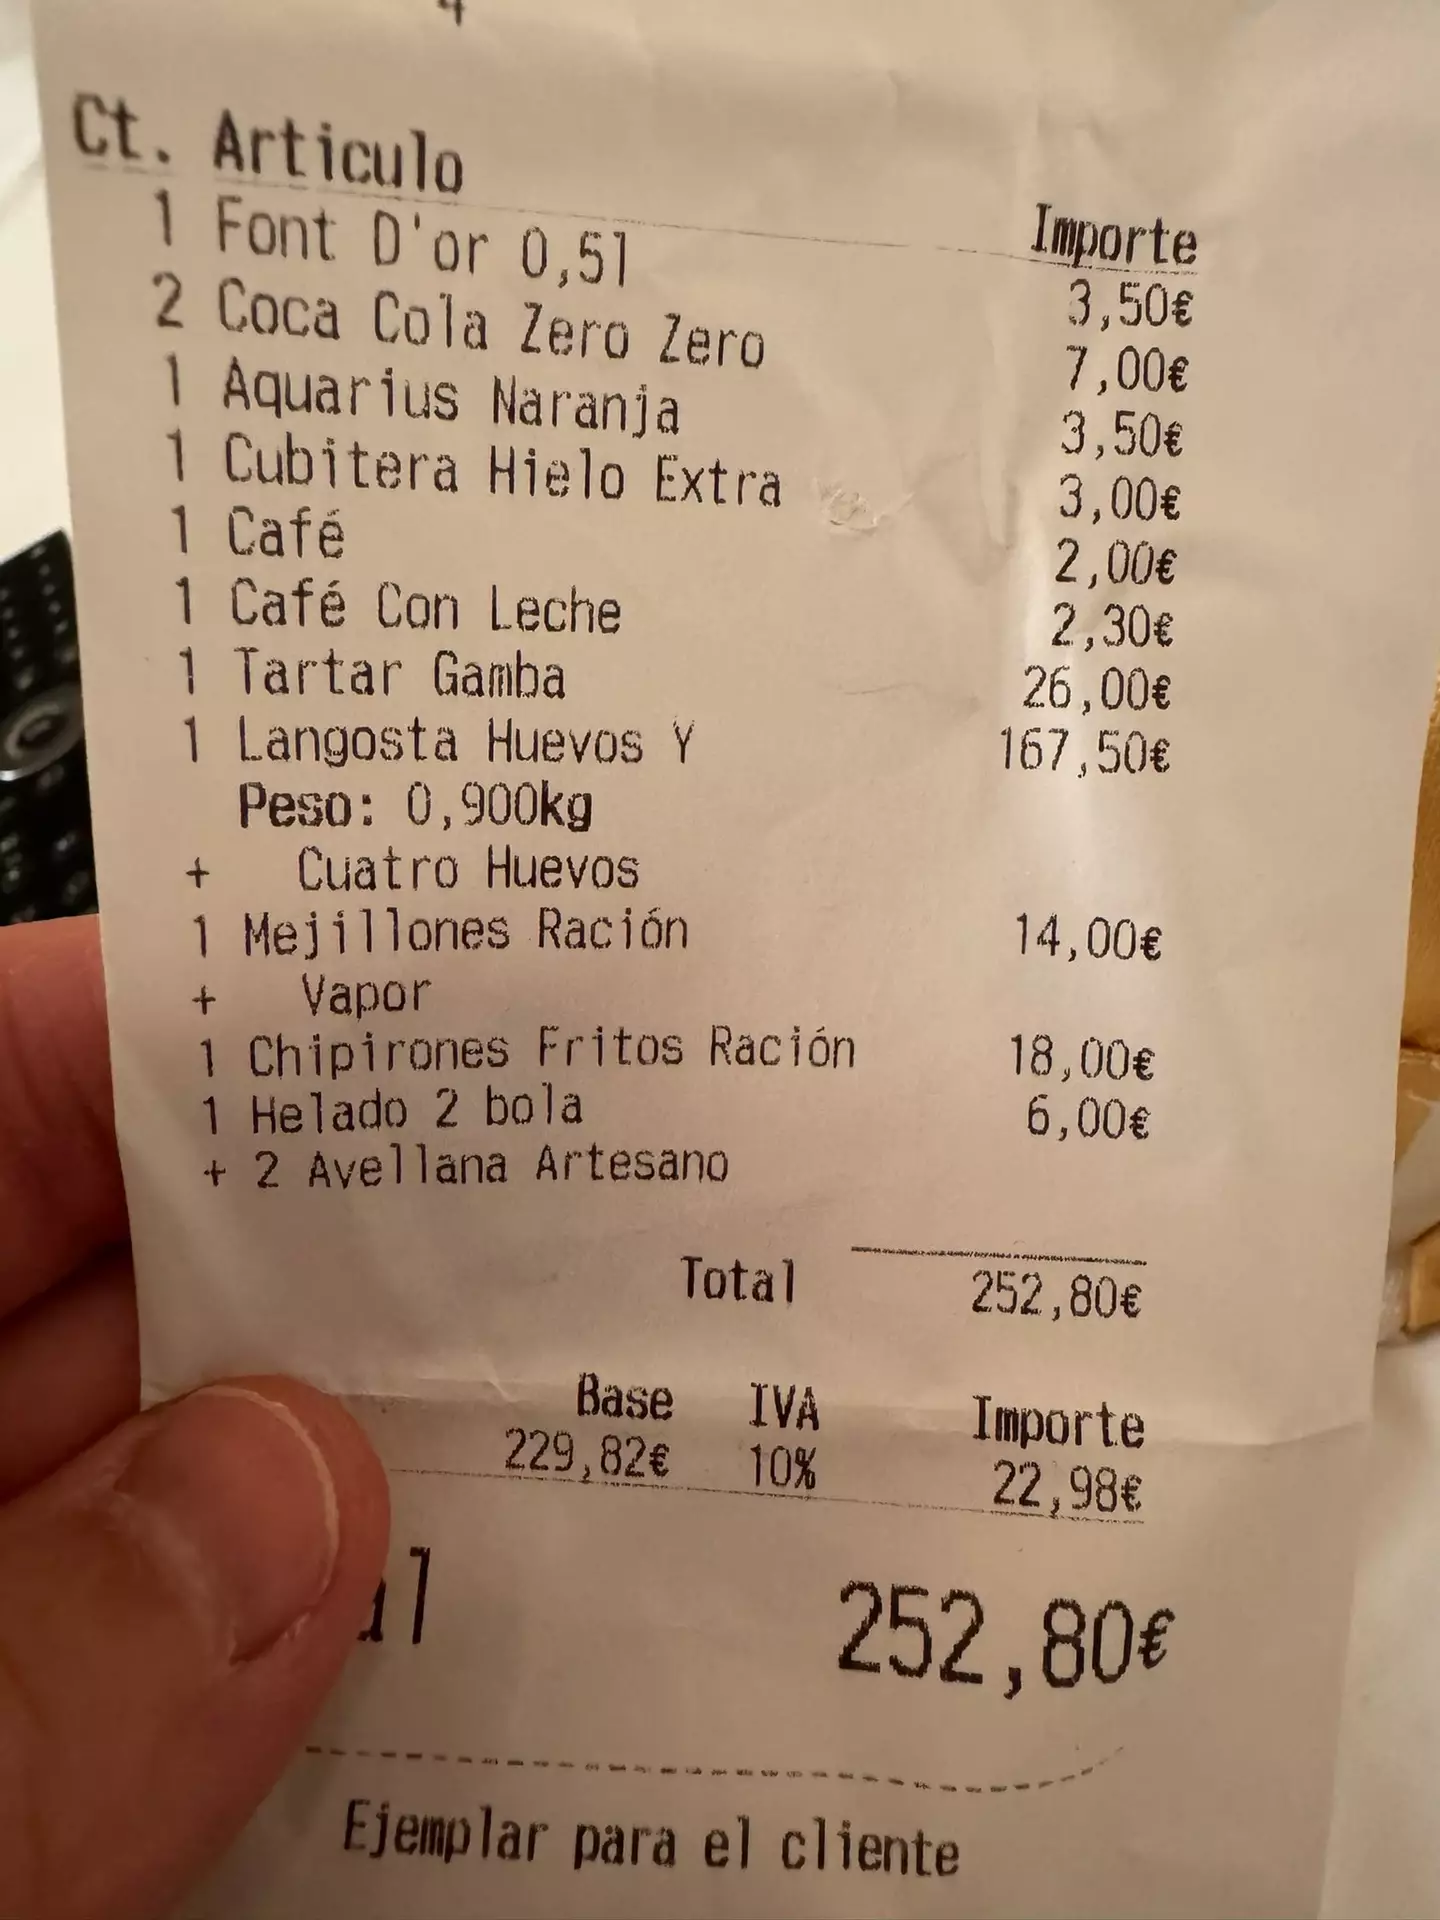 Ct. Articulo Importe
1 Font D'or 0,5l 3,50€
2 Coca Cola Zero Zero 7,00€
1 Aquarius Naranja 3,50€
1 Cubitera Hielo Extra 3,00€
1 Café 2,00€
1 Café Con Leche 2,30€
1 Tartar Gamba 26,00€
1 Langosta Huevos Y 167,50€
Peso: 0,900kg
+ Cuatro Huevos
1 Mejillones Ración 14,00€
+ Vapor
1 Chipirones Fritos Ración 18,00€
1 Helado 2 bola 6,00€
+ 2 Avellana Artesano
Total 252,80€
Base IVA Importe
229,82€ 10% 22,98€
252,80€
Ejemplar para el cliente